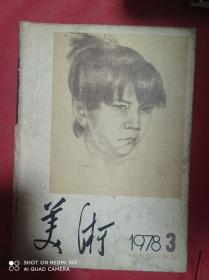 美术
1978 3
SHOT ON REDMI 10X
AI QUAD CAMERA